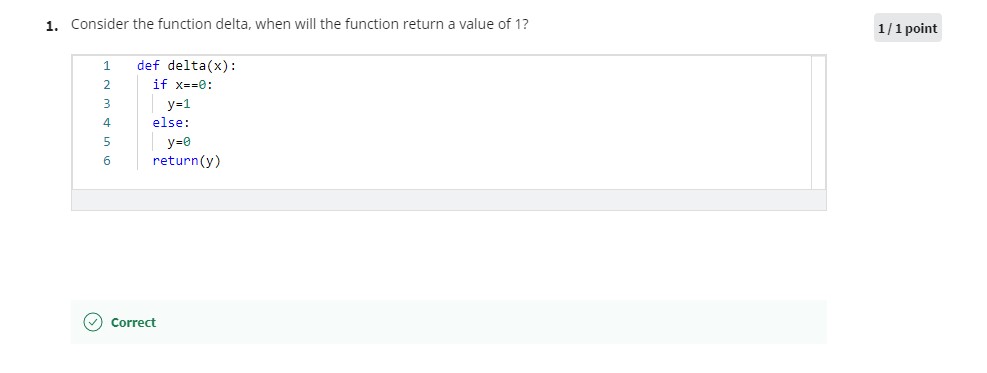 1. Consider the function delta, when will the function return a value of 1?
1 / 1 point
1 def delta(x):
2 if x==0:
3 y=1
4 else:
5 y=0
6 return(y)
Correct